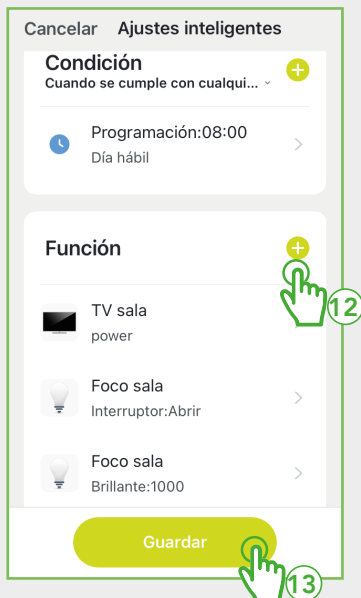 Cancelar Ajustes inteligentes
Condición
Cuando se cumple con cualqui...
Programación:08:00
Día hábil
Función
12
TV sala
power
Foco sala
Interruptor:Abrir
Foco sala
Brillante:1000
Guardar
13